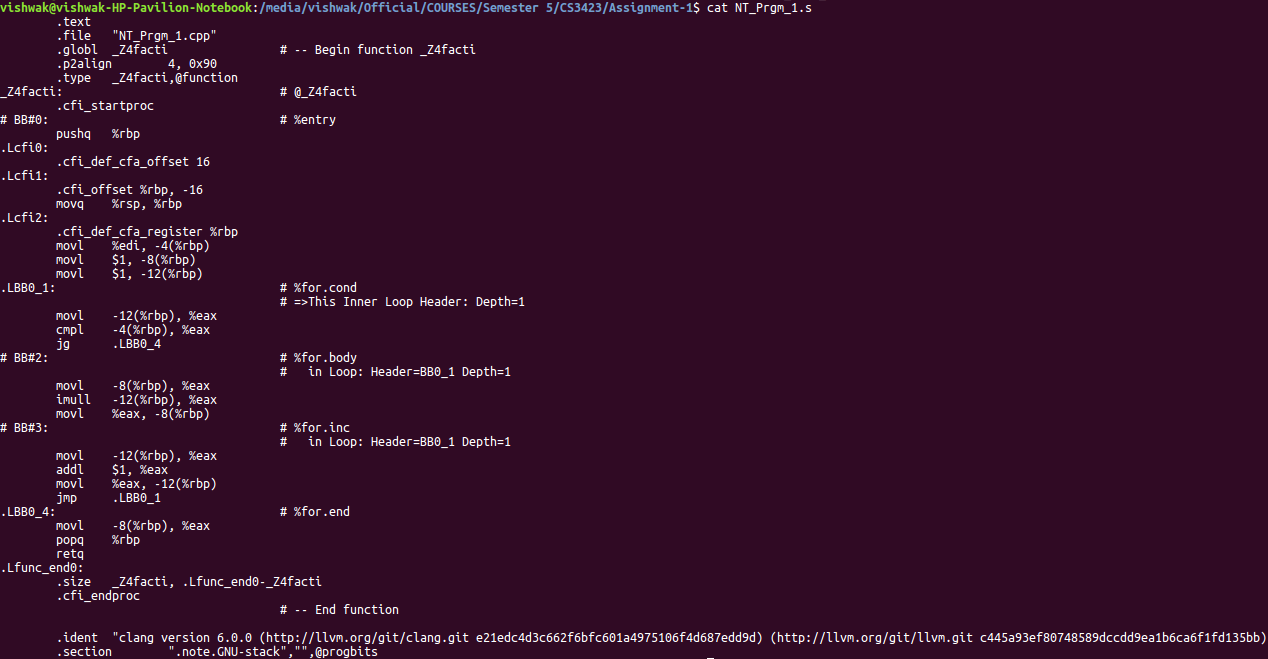 vishwak@vishwak-HP-Pavilion-Notebook:/media/vishwak/Official/COURSES/Semester 5/CS3423/Assignment-1$ cat NT_Prgm_1.s
.text
.file "NT_Prgm_1.cpp"
.globl _Z4facti # -- Begin function _Z4facti
.p2align 4, 0x90
.type _Z4facti,@function
_Z4facti: # @_Z4facti
.cfi_startproc
# BB#0: # %entry
pushq %rbp
.Lcfi0:
.cfi_def_cfa_offset 16
.Lcfi1:
.cfi_offset %rbp, -16
movq %rsp, %rbp
.Lcfi2:
.cfi_def_cfa_register %rbp
movl %edi, -4(%rbp)
movl $1, -8(%rbp)
movl $1, -12(%rbp)
.LBB0_1: # %for.cond
# =>This Inner Loop Header: Depth=1
movl -12(%rbp), %eax
cmpl -4(%rbp), %eax
jg .LBB0_4
# BB#2: # %for.body
# in Loop: Header=BB0_1 Depth=1
movl -8(%rbp), %eax
imull -12(%rbp), %eax
movl %eax, -8(%rbp)
# BB#3: # %for.inc
# in Loop: Header=BB0_1 Depth=1
movl -12(%rbp), %eax
addl $1, %eax
movl %eax, -12(%rbp)
jmp .LBB0_1
.LBB0_4: # %for.end
movl -8(%rbp), %eax
popq %rbp
retq
.Lfunc_end0:
.size _Z4facti, .Lfunc_end0-_Z4facti
.cfi_endproc
# -- End function
.ident "clang version 6.0.0 (http://llvm.org/git/clang.git e21edc4d3c662f6bfc601a4975106f4d687edd9d) (http://llvm.org/git/llvm.git c445a93ef80748589dccdd9ea1b6ca6f1fd135bb)
.section ".note.GNU-stack","",@progbits